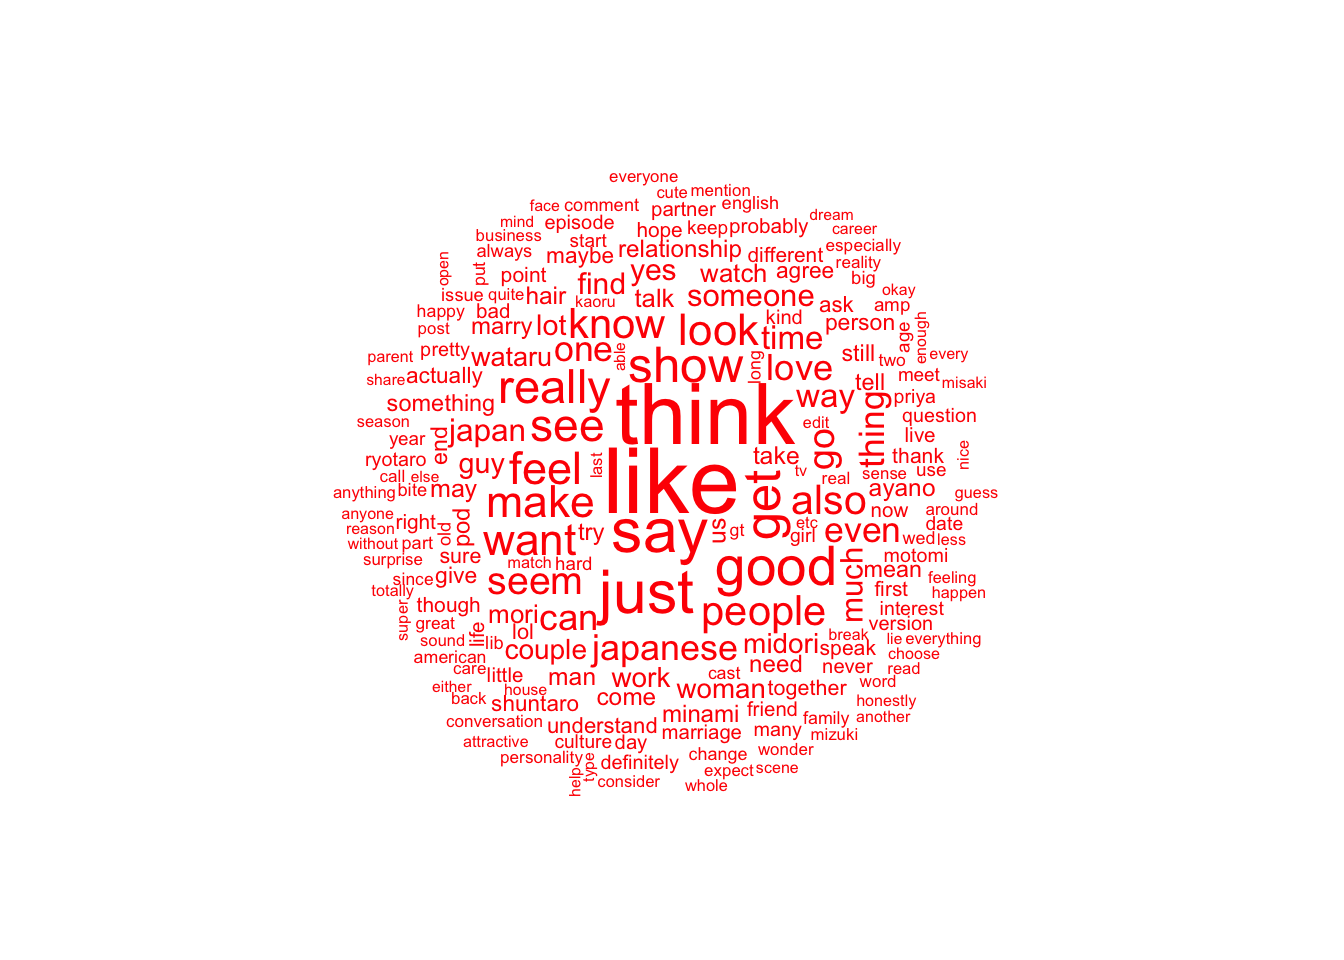 everyone
cute mention
face comment partner english
mind episode hope keep probably dream
business start career
always maybe relationship different especially
open put point find yes watch agree reality
issue quite hair kaoru talk someone ask big okay
happy bad amp
post marry lot know look time kind person age enough
parent pretty wataru one able show long love still two every
share actually really think way tell meet misaki
season something edit thing priya
year end japan see go question
ryotaro guy feel last like take live
call else tv real sense thank use nice
anything bite may make get also ayano guess
anyone right old pod want try say us gt etc girl even now around
reason date
without part wed less
surprise sure match hard good much motomi
since give seem just mean feeling
totally first happen
super though mori can people interest
great version
sound life lol lib couple japanese midori speak break lie everything
american need never choose
care little man work cast read
either house come woman together word
back shuntaro honestly
conversation understand minami friend family another
marriage many mizuki
attractive culture day
personality type definitely change wonder
help consider expect scene
whole